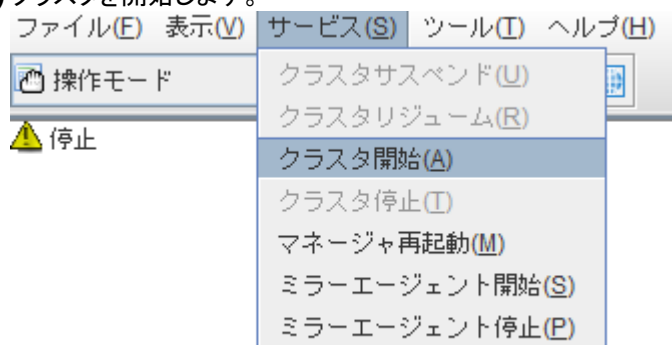 )クラスタを開始します。
ファイル(F) 表示(V) サービス(S) ツール(T) ヘルプ(H)
操作モード
停止
クラスタサスペンド(U)
クラスタリジューム(R)
クラスタ開始(A)
クラスタ停止(T)
マネージャ再起動(M)
ミラーエージェント開始(S)
ミラーエージェント停止(P)